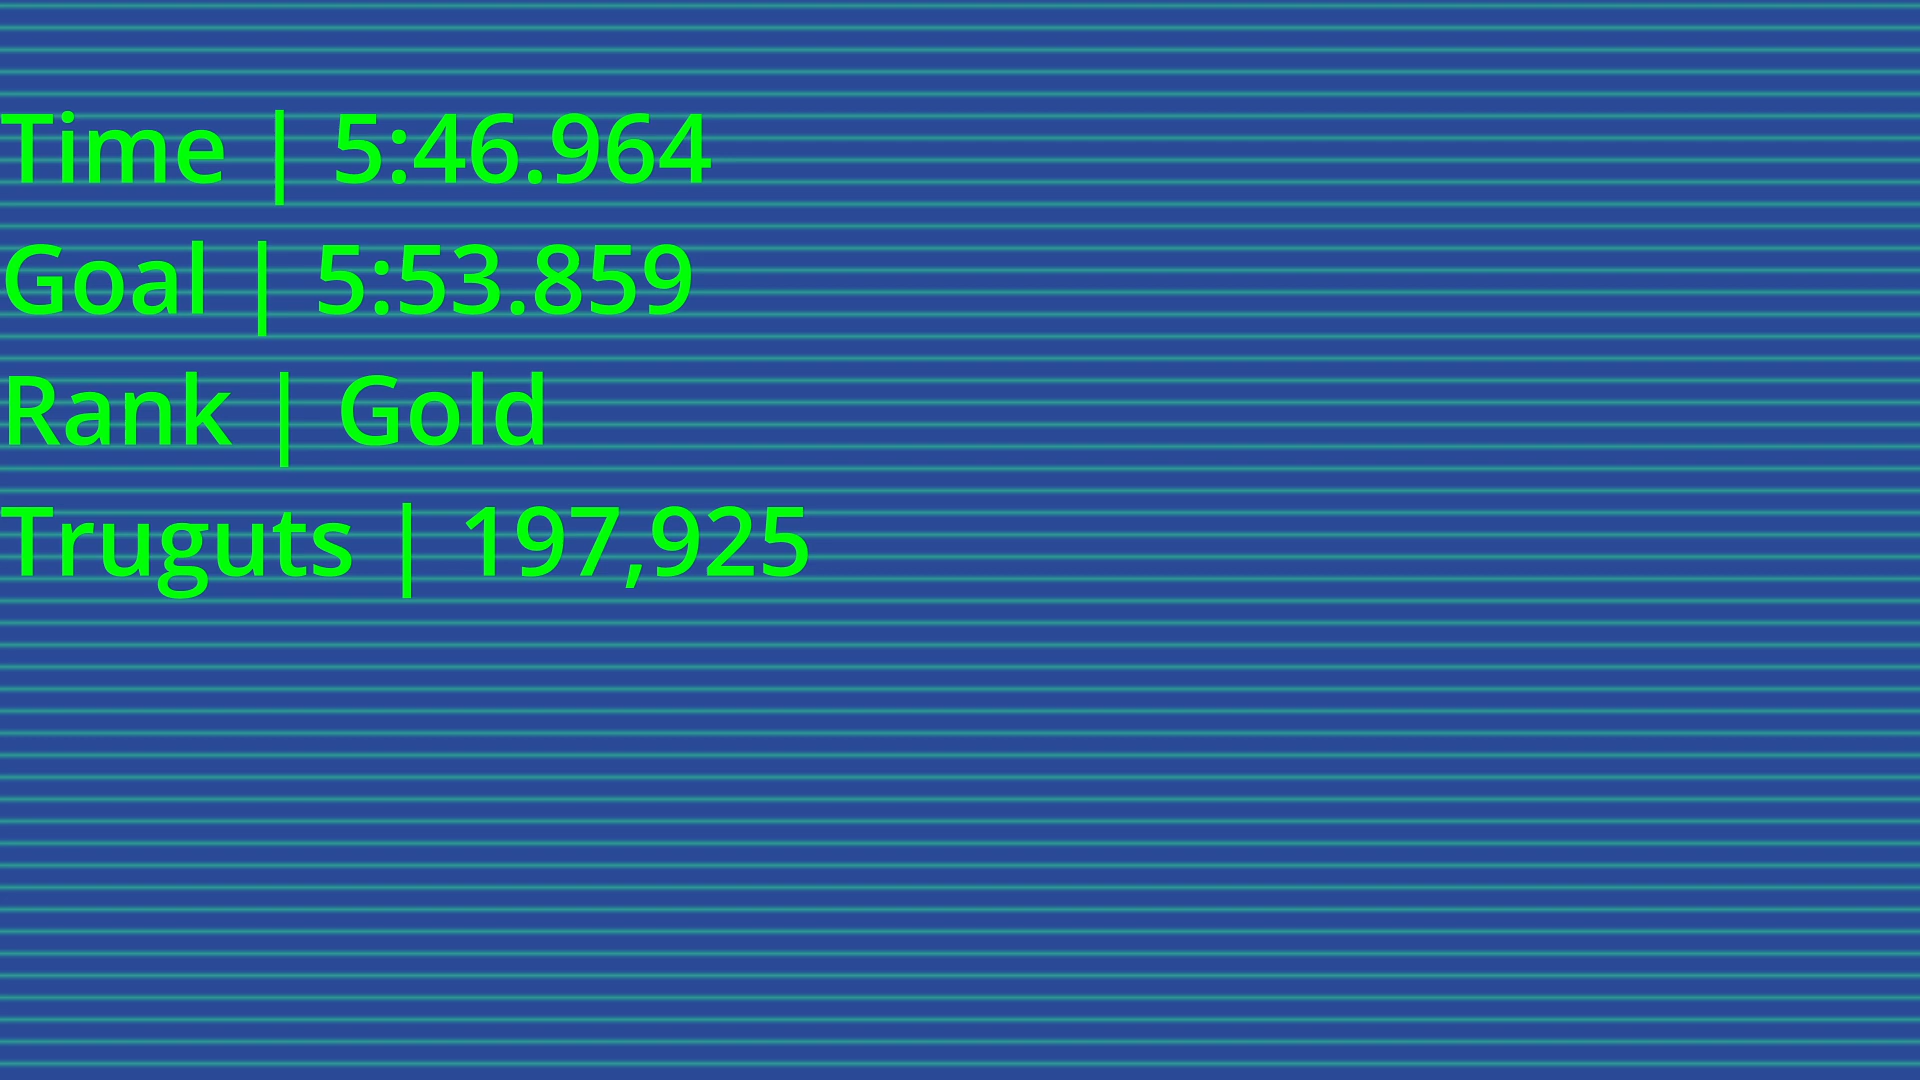 Time | 5:46.964
Goal | 5:53.859
Rank | Gold
Truguts | 197,925